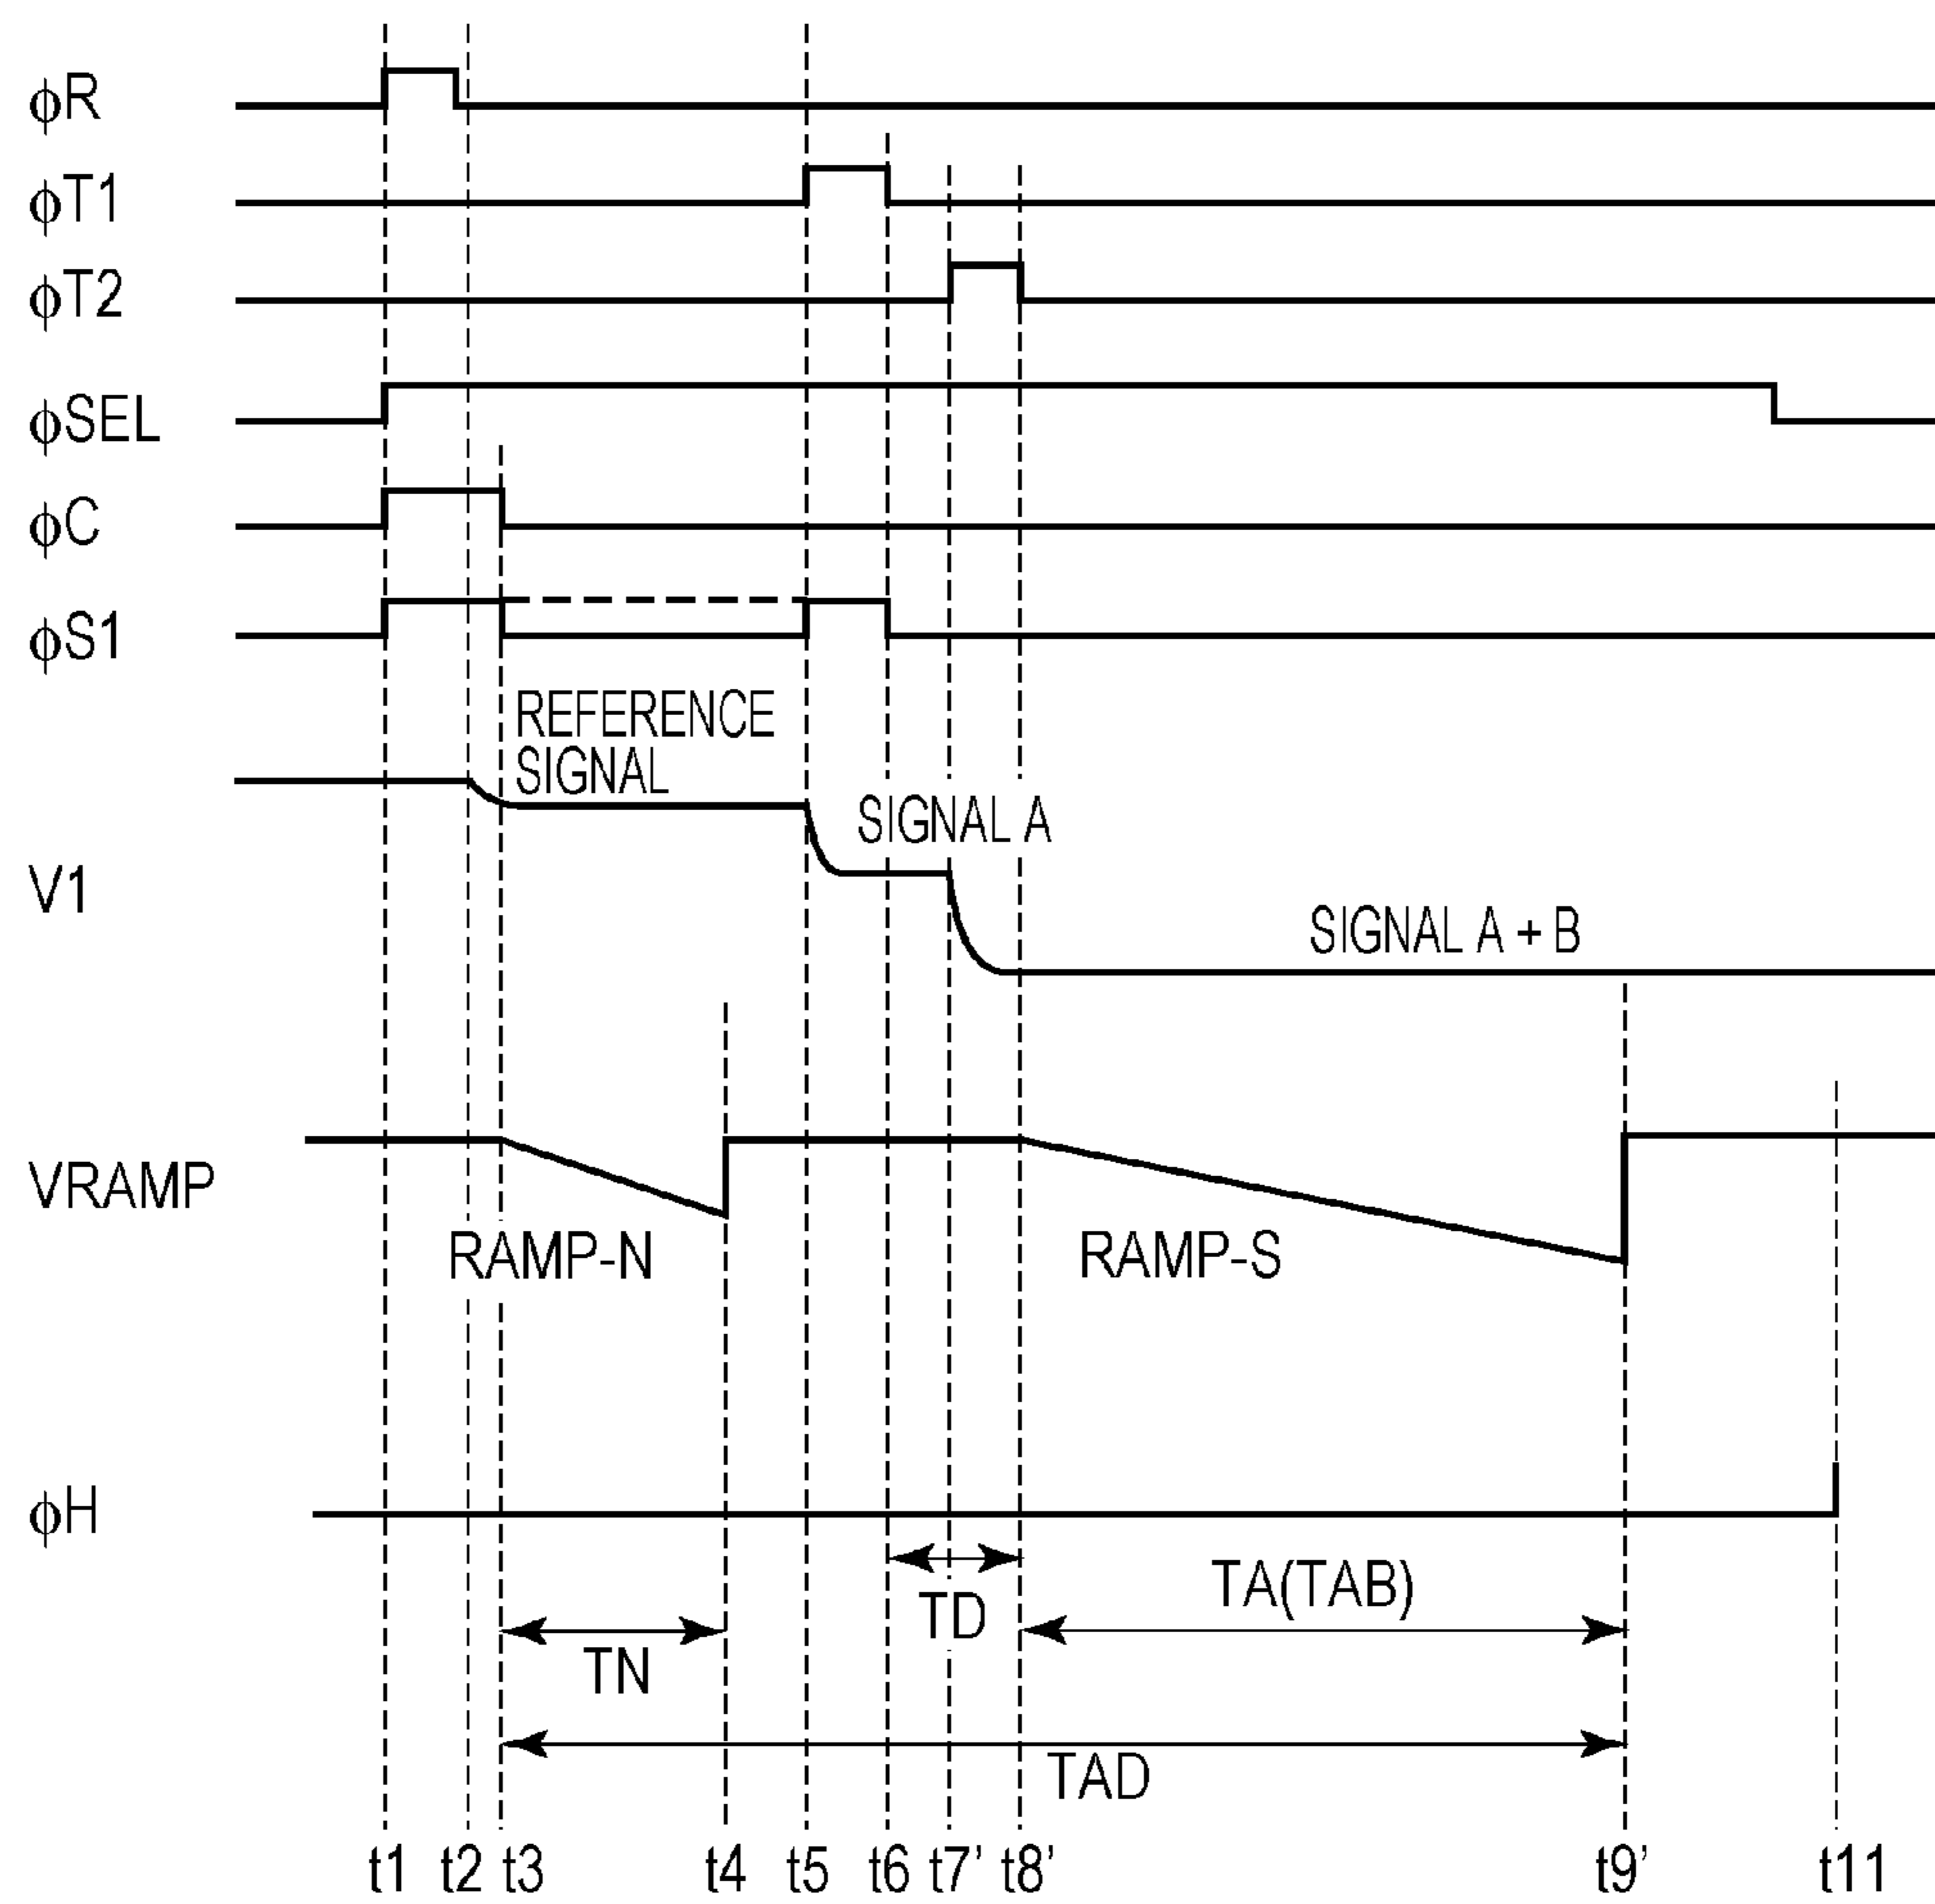 ϕR
ϕT1
ϕT2
ϕSEL
ϕC
ϕS1
REFERENCE
SIGNAL
SIGNAL A
V1
SIGNAL A + B
VRAMP
RAMP-N
RAMP-S
ϕH
TD
TA(TAB)
TN
TAD
t1 t2 t3 t4 t5 t6 t7' t8' t9' t11